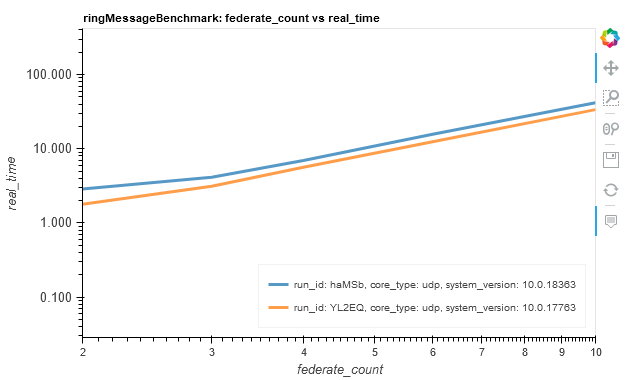 ringMessageBenchmark: federate_count vs real_time
100.000
10.000
1.000
0.100
real_time
run_id: haMSb, core_type: udp, system_version: 10.0.18363
run_id: YL2EQ, core_type: udp, system_version: 10.0.17763
2 3 4 5 6 7 8 9 10
federate_count